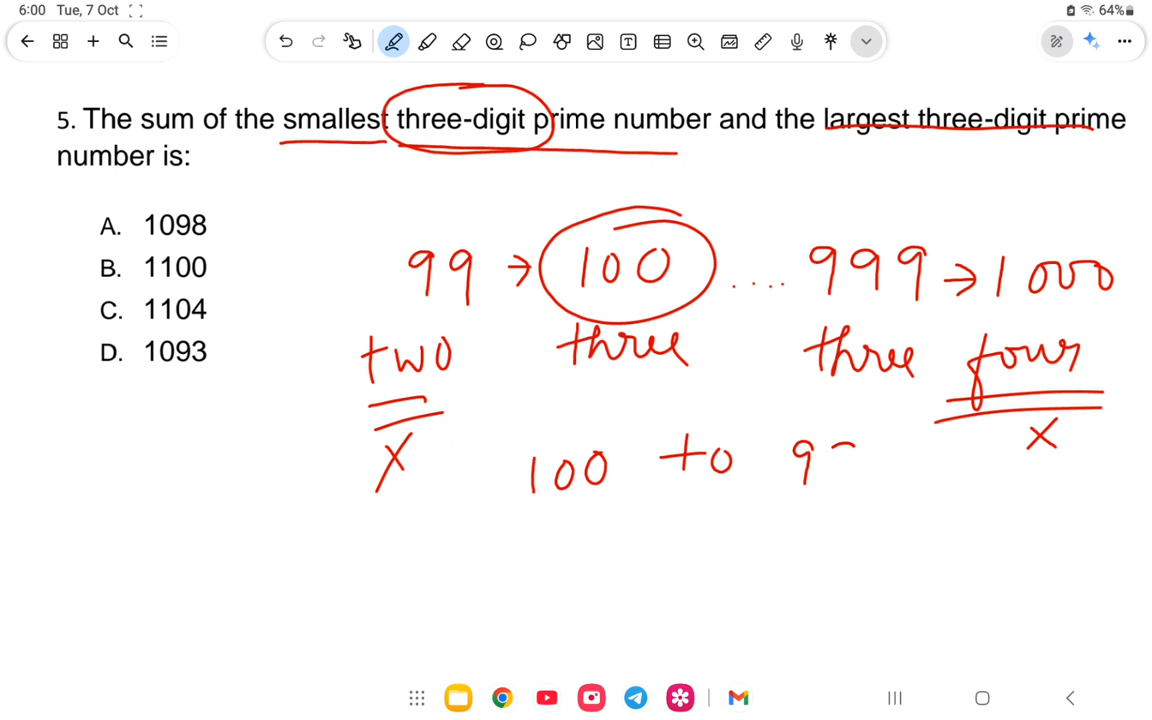 6:00 Tue, 7 Oct 64%
5. The sum of the smallest three-digit prime number and the largest three-digit prime
number is:
A. 1098
B. 1100
C. 1104
D. 1093
99 → 100 .... 999 → 1000
two three three four
X X
100 to 9